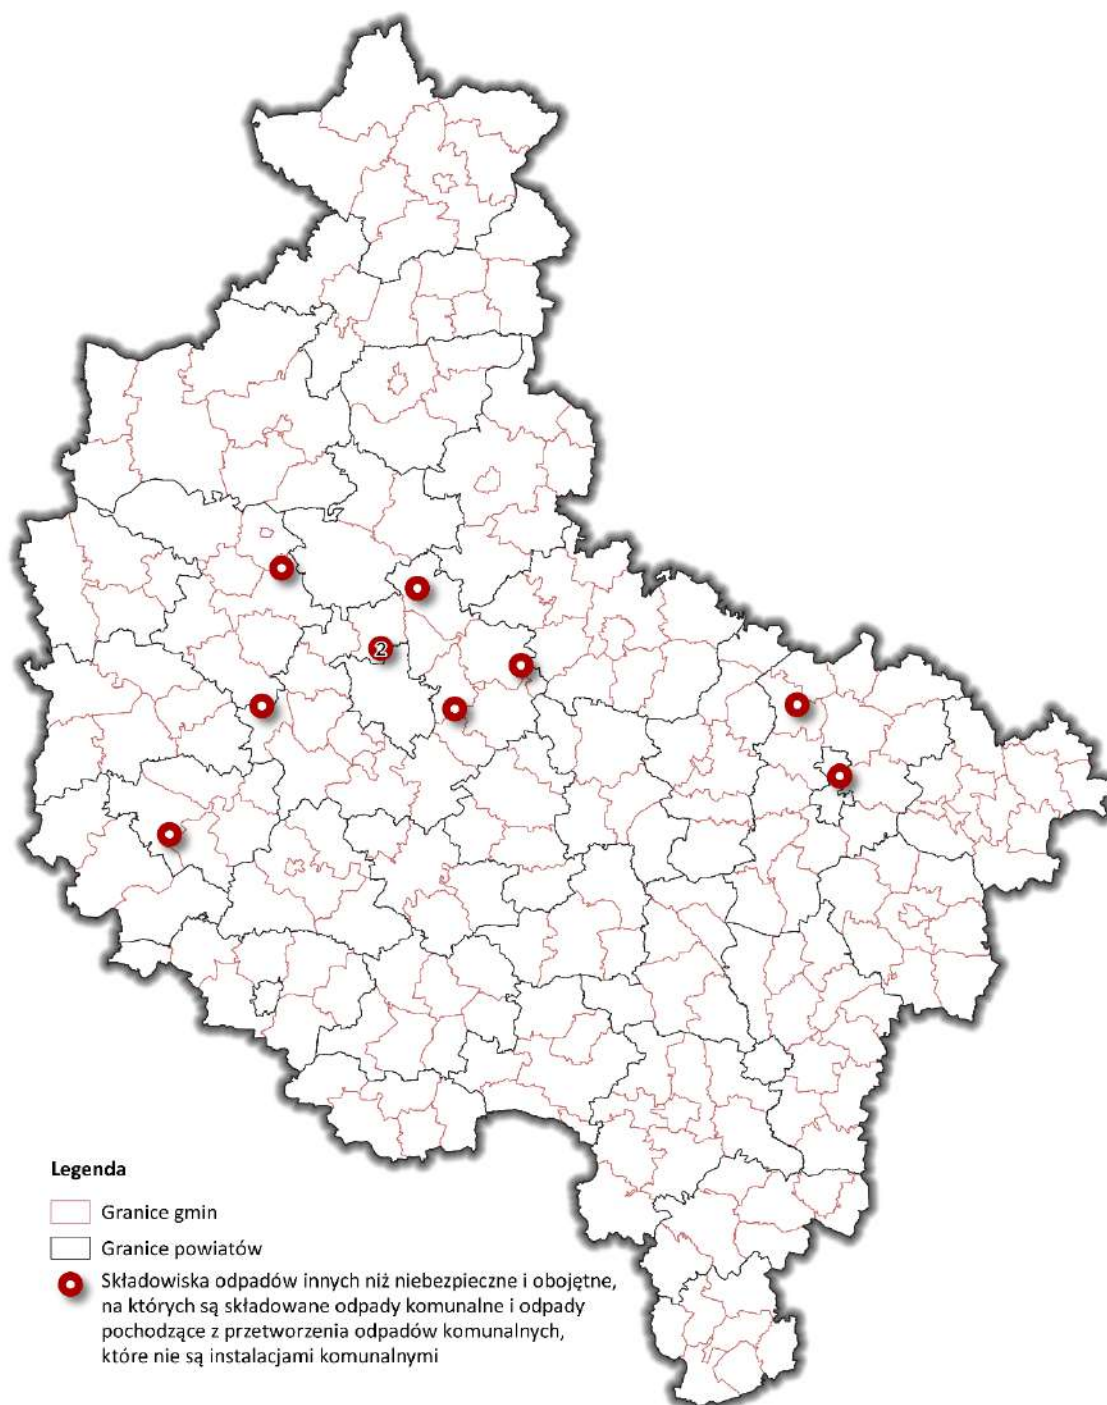 2
Legenda
Granice gmin
Granice powiatów
Składowiska odpadów innych niż niebezpieczne i obojętne,
na których są składowane odpady komunalne i odpady
pochodzące z przetworzenia odpadów komunalnych,
które nie są instalacjami komunalnymi